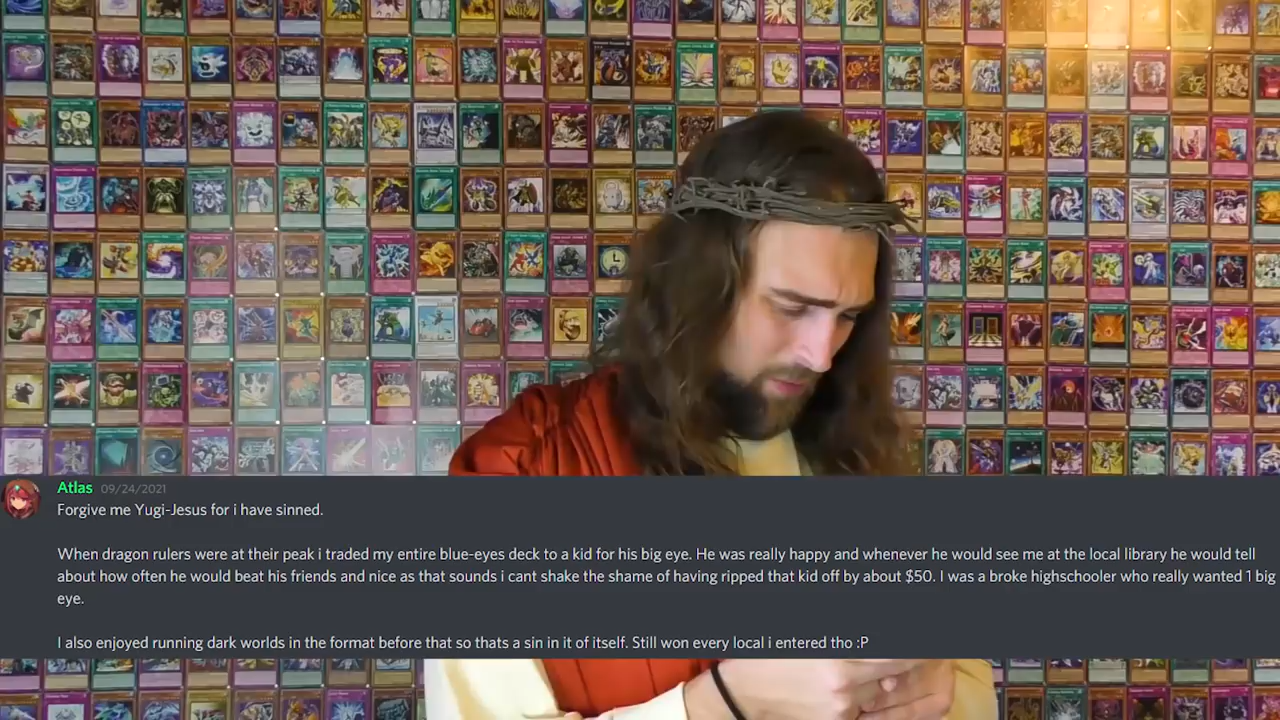 Atlas 09/24/2021
Forgive me Yugi-Jesus for i have sinned.
When dragon rulers were at their peak i traded my entire blue-eyes deck to a kid for his big eye. He was really happy and whenever he would see me at the local library he would tell
about how often he would beat his friends and nice as that sounds i cant shake the shame of having ripped that kid off by about $50. I was a broke highschooler who really wanted 1 big
eye.
I also enjoyed running dark worlds in the format before that so thats a sin in it of itself. Still won every local i entered tho :P